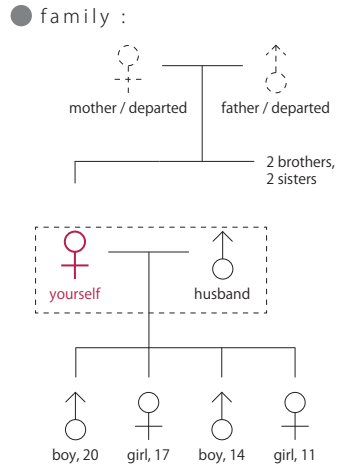 family :
mother / departed
father / departed
2 brothers,
2 sisters
yourself
husband
boy, 20
girl, 17
boy, 14
girl, 11